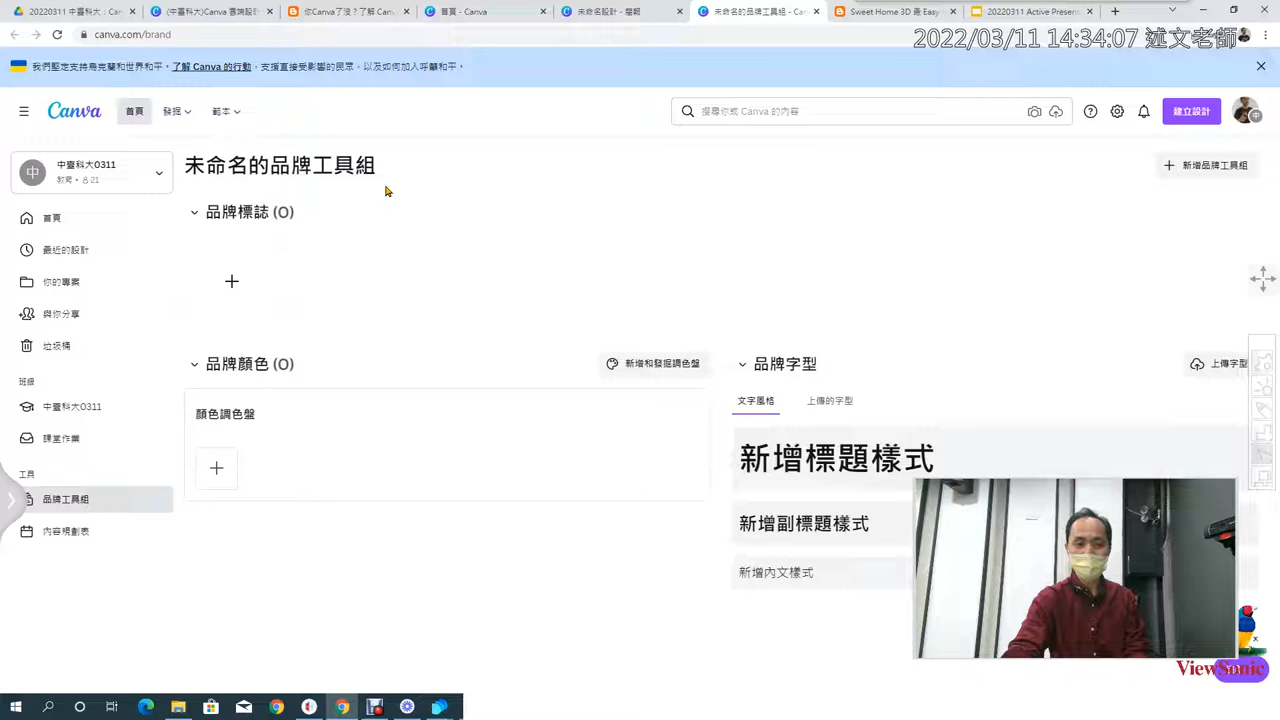 20220311 中臺科大：Can
(中臺科大)Canva 雲端設計
你Canva了沒？了解 Canv
首頁 - Canva
未命名設計 - 簡報
未命名的品牌工具組 - Can
Sweet Home 3D 是 Easy
20220311 Active Present
canva.com/brand
2022/03/11 14:34:07 述文老師
我們堅定支持烏克蘭和世界和平。了解 Canva 的行動，支援直接受影響的民眾，以及如何加入呼籲和平。
Canva
首頁
發掘
範本
搜尋你或 Canva 的內容
建立設計
中
中臺科大0311
教育 • 21
未命名的品牌工具組
新增品牌工具組
品牌標誌 (0)
首頁
最近的設計
你的專案
與你分享
垃圾桶
班級
中臺科大0311
課堂作業
工具
品牌工具組
內容規劃表
品牌顏色 (0)
新增和發掘調色盤
顏色調色盤
品牌字型
上傳字型
文字風格
上傳的字型
新增標題樣式
新增副標題樣式
新增內文樣式
ViewSonic